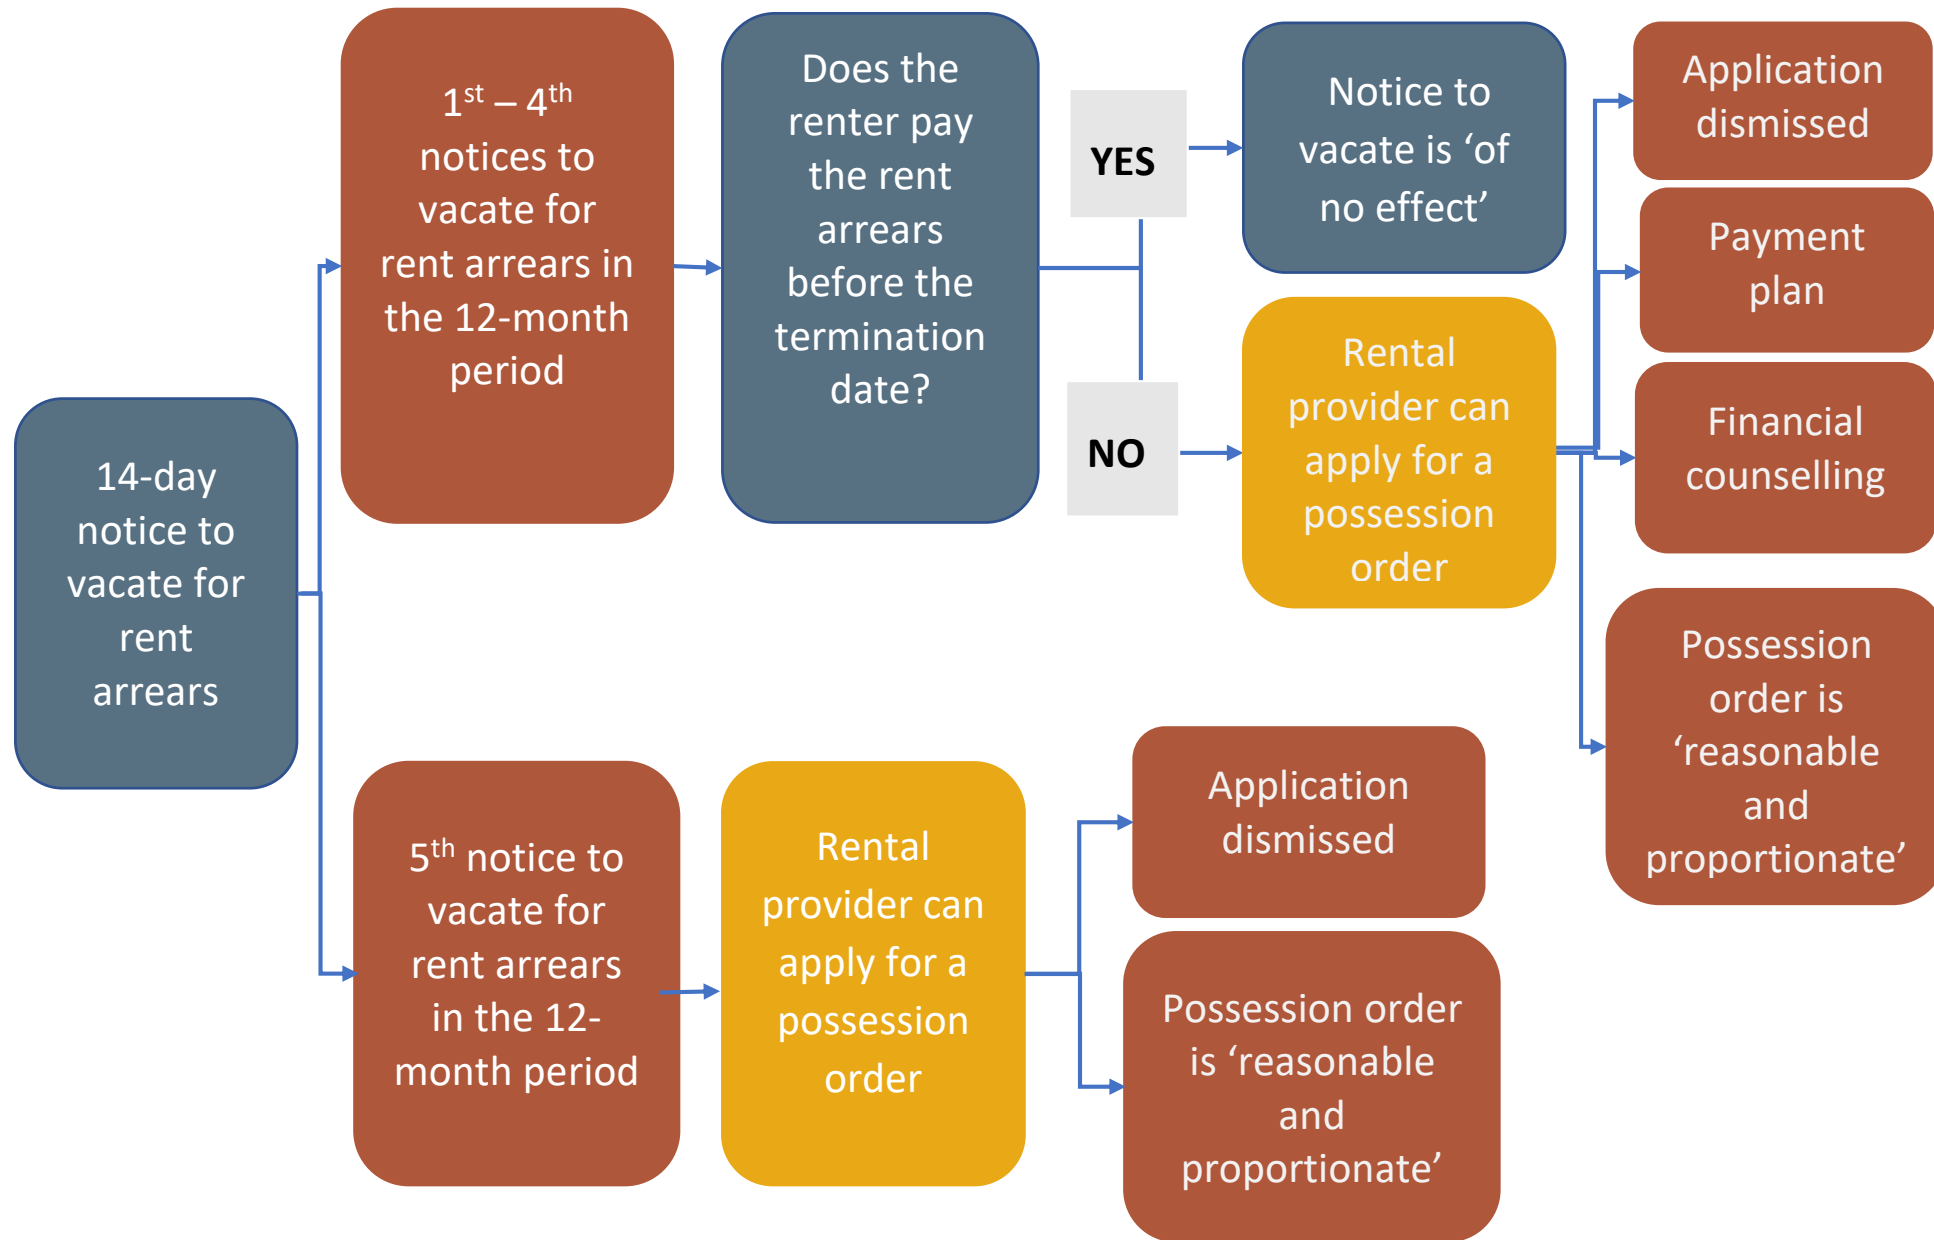 14-day
notice to
vacate for
rent
arrears
1st – 4th
notices to
vacate for
rent arrears in
the 12-month
period
Does the
renter pay
the rent
arrears
before the
termination
date?
YES
Notice to
vacate is ‘of
no effect’
NO
Rental
provider can
apply for a
possession
order
Application
dismissed
Payment
plan
Financial
counselling
Possession
order is
‘reasonable
and
proportionate’
5th notice to
vacate for
rent arrears
in the 12-
month period
Rental
provider can
apply for a
possession
order
Application
dismissed
Possession order
is ‘reasonable
and
proportionate’